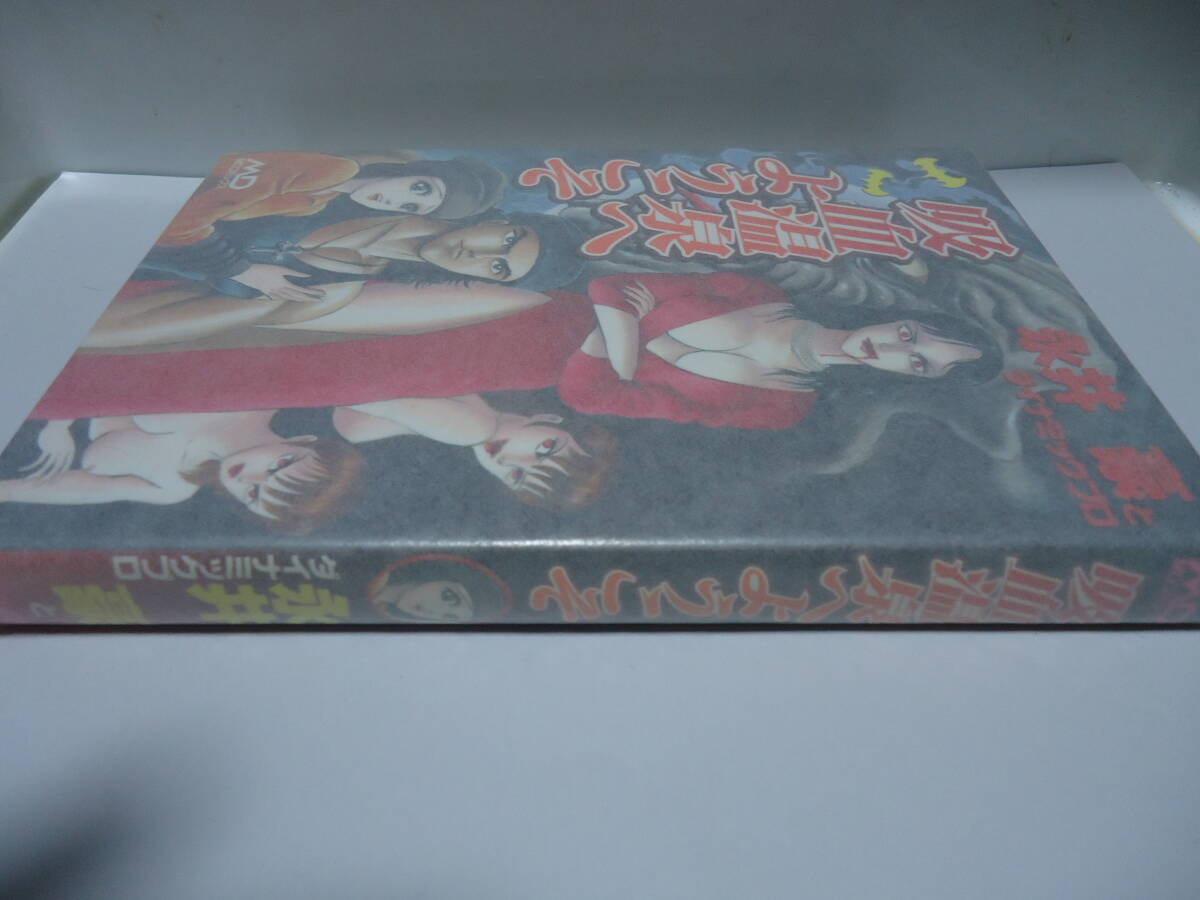 吸血温泉へ
ようこそ
永井豪と
ダイナミックプロ
MD
吸血温泉へようこそ
永井豪と
ダイナミックプロ